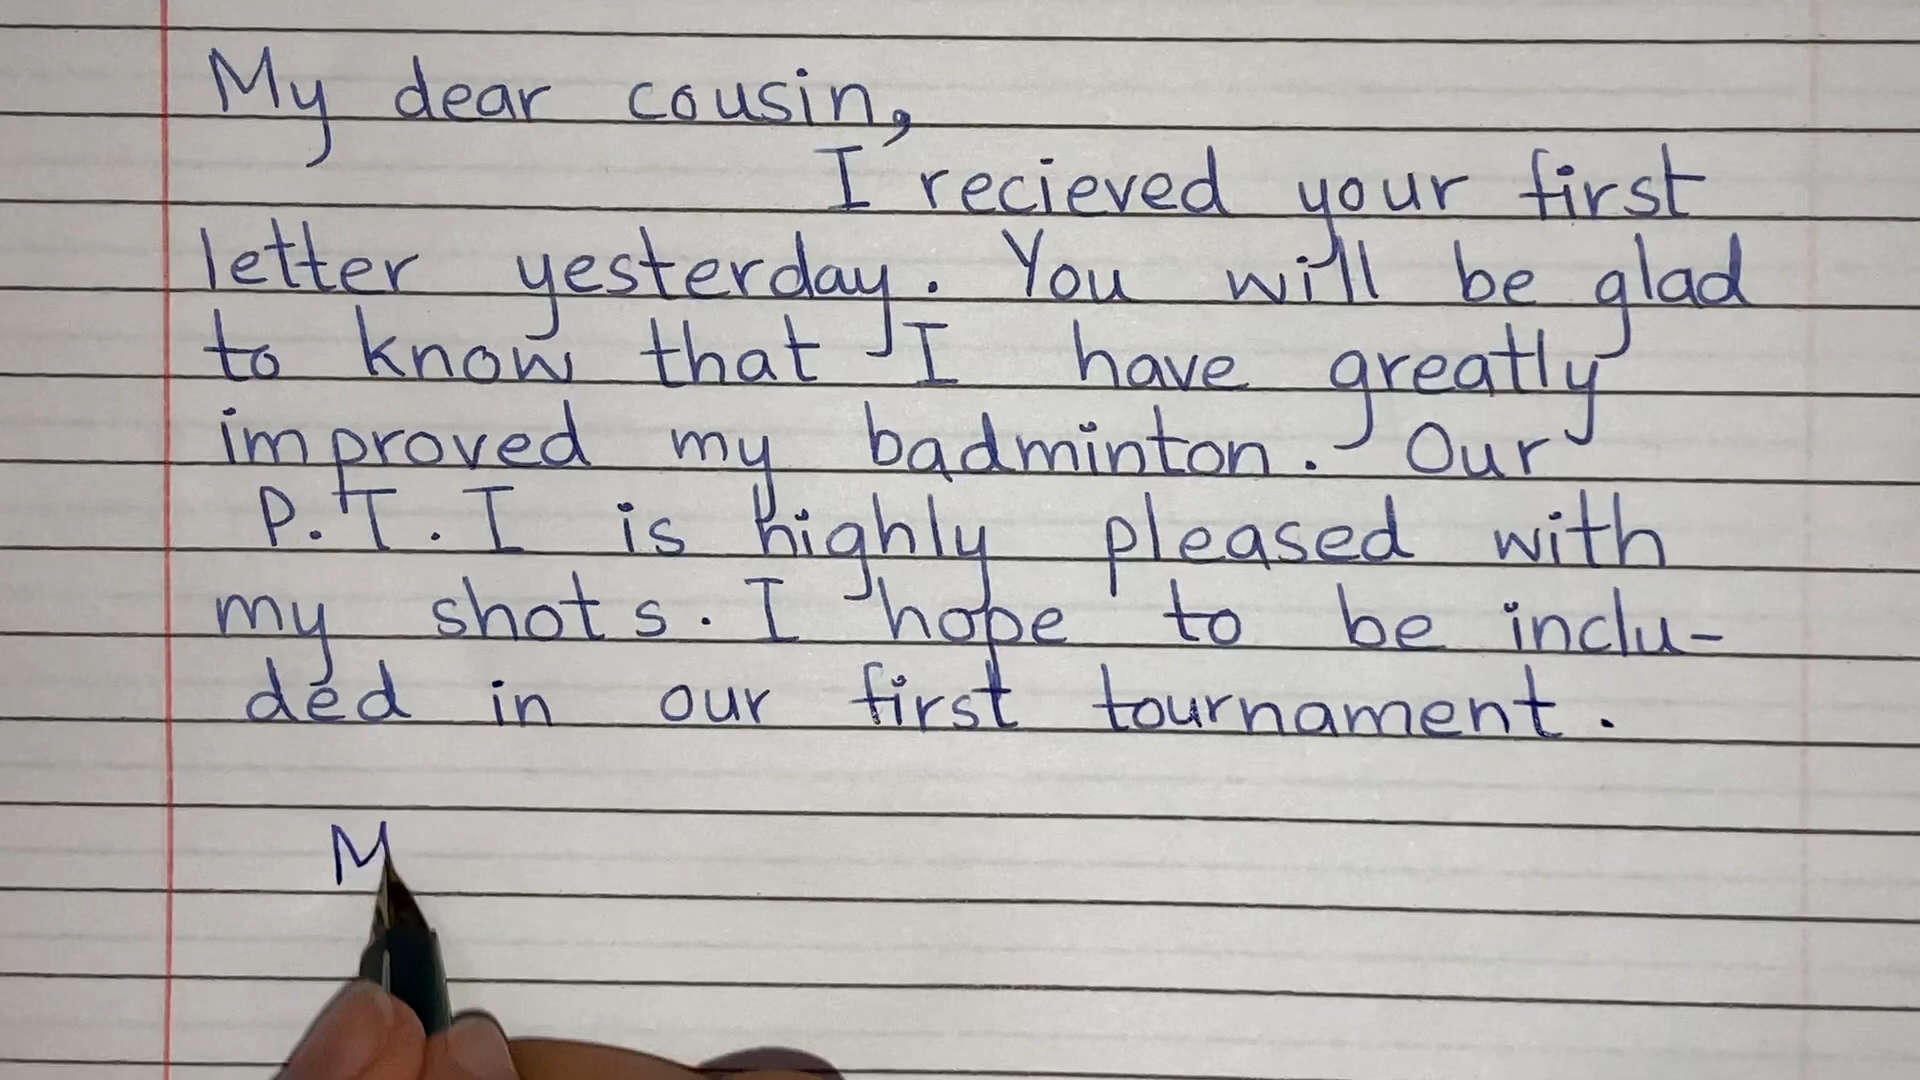 My dear cousin,
I recieved your first
letter yesterday. You will be glad
to know that I have greatly
improved my badminton. Our
P.T.I is highly pleased with
my shots. I hope to be inclu-
ded in our first tournament.
M